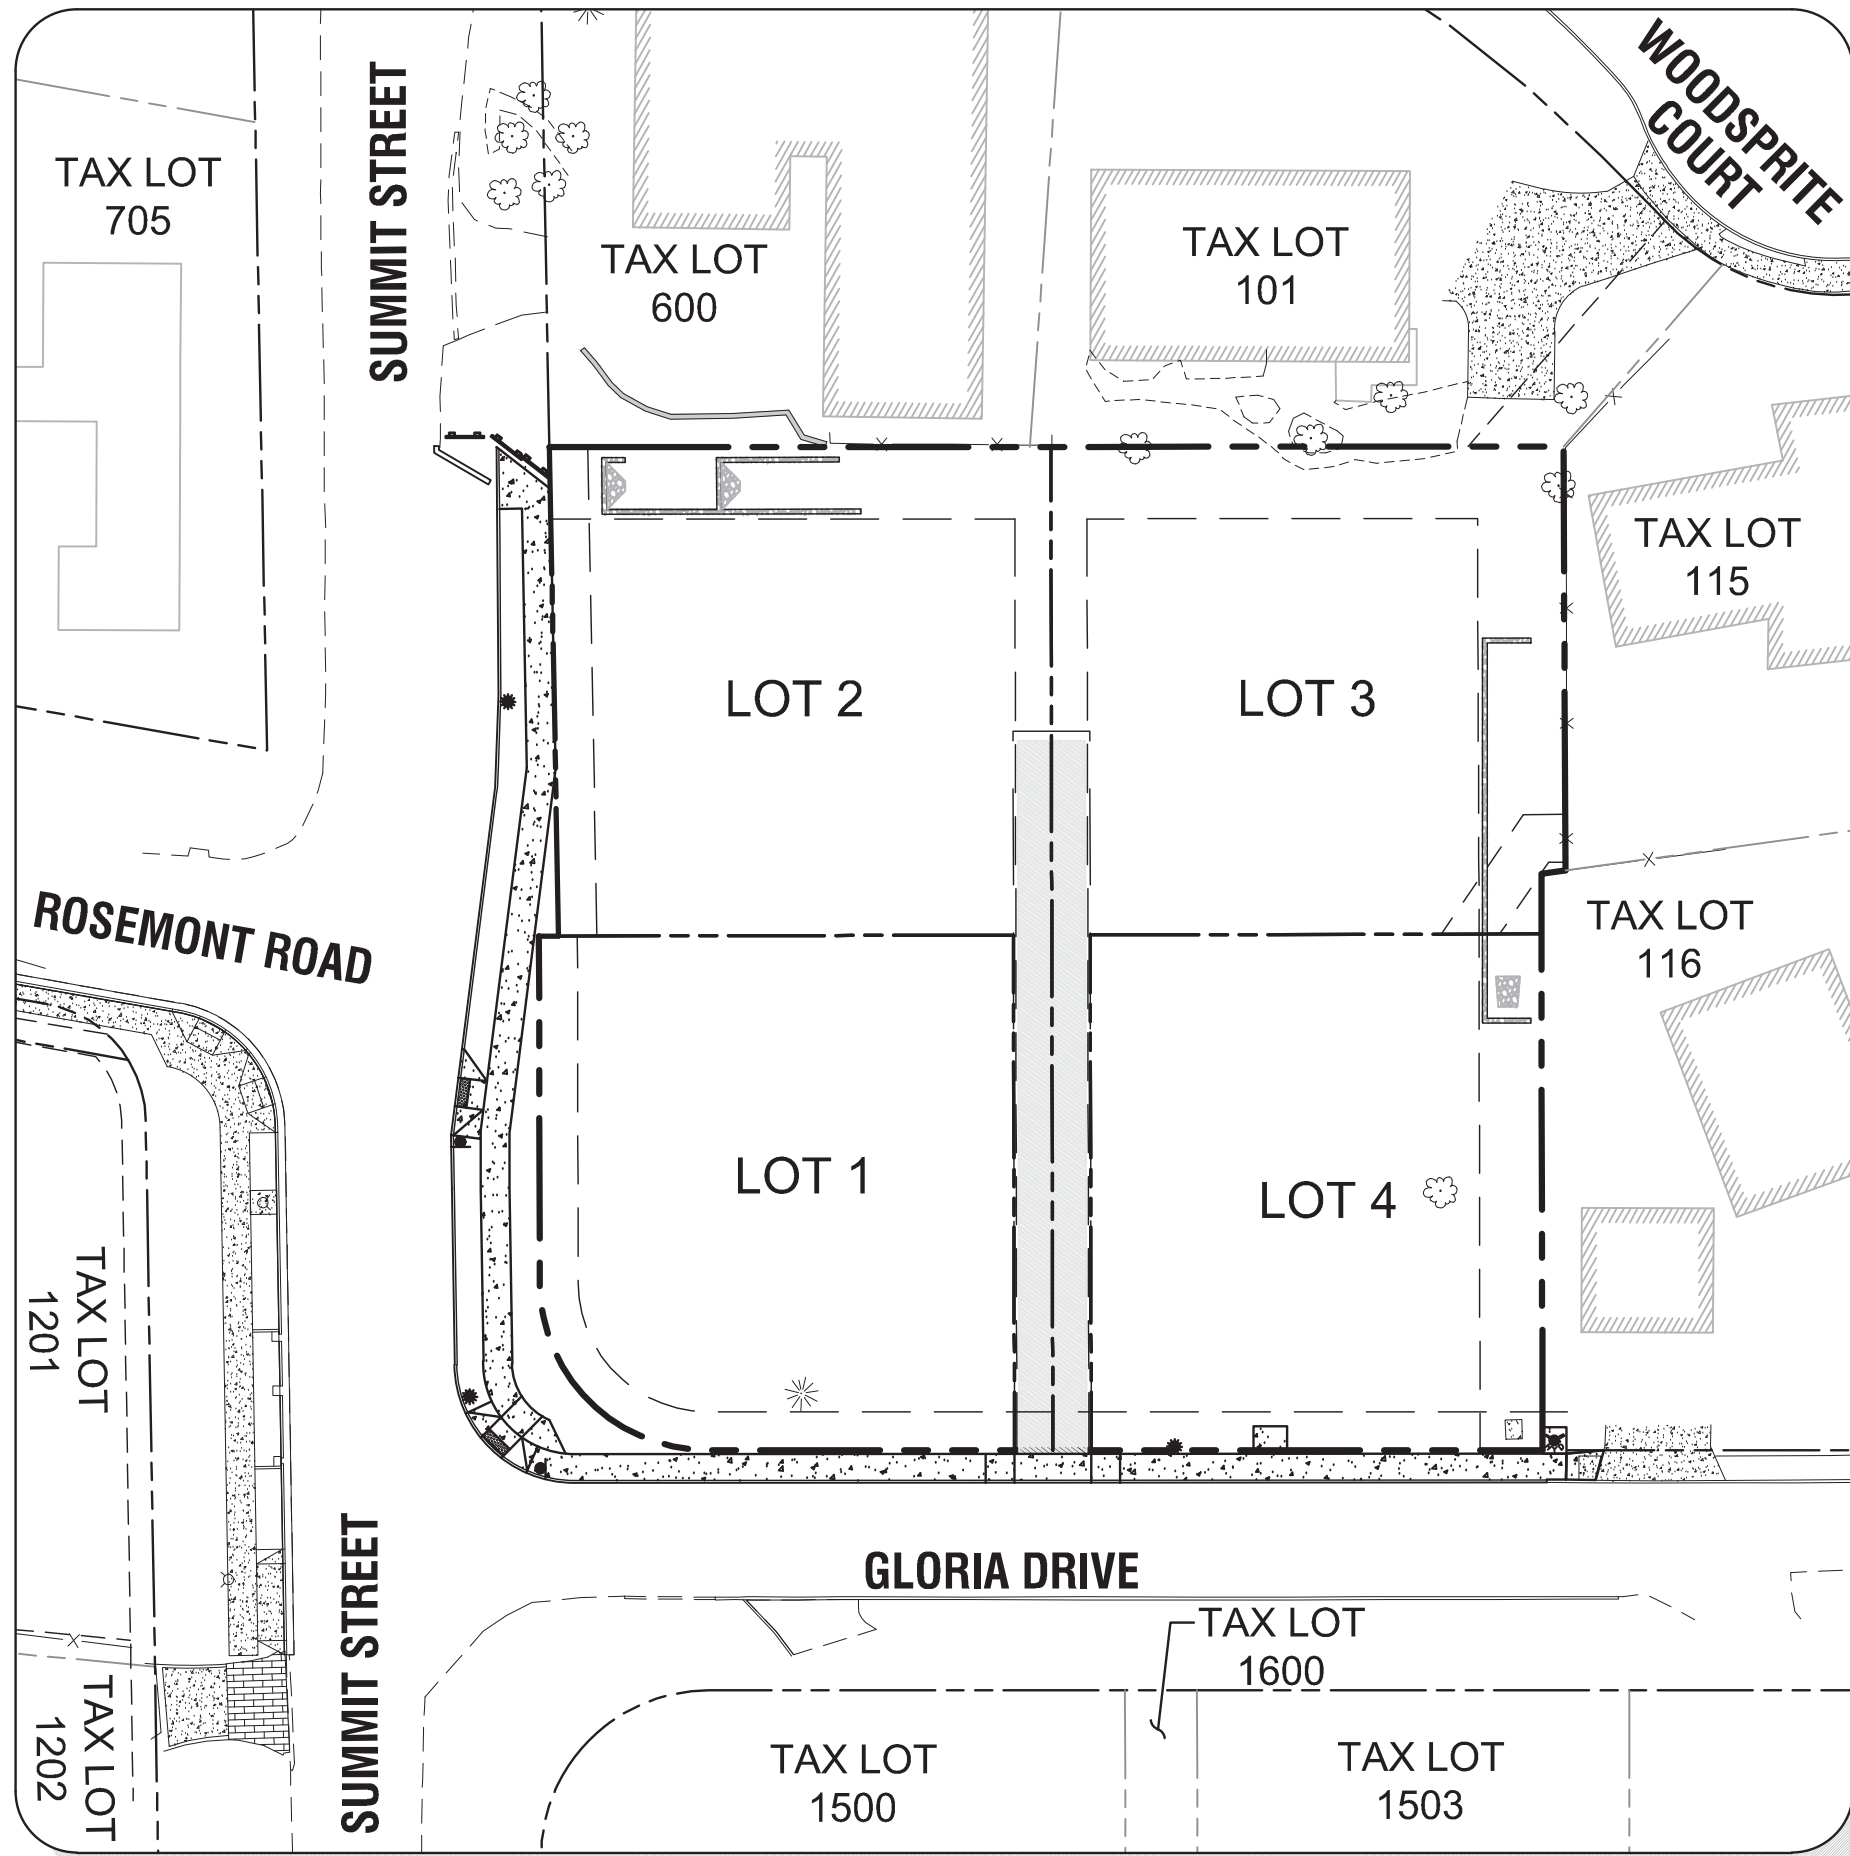 WOODSPRITE
COURT
SUMMIT STREET
TAX LOT
705
TAX LOT
600
TAX LOT
101
TAX LOT
115
LOT 2
LOT 3
ROSEMONT ROAD
TAX LOT
116
LOT 1
LOT 4
TAX LOT
1201
GLORIA DRIVE
SUMMIT STREET
TAX LOT
1600
TAX LOT
1202
TAX LOT
1500
TAX LOT
1503